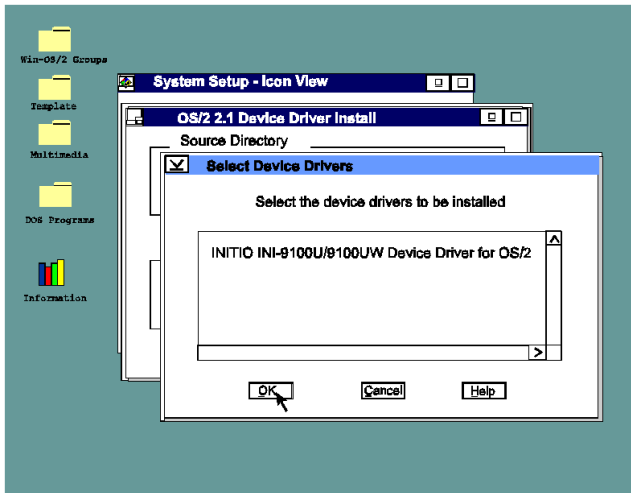 Win-OS/2 Groups
Template
Multimedia
DOS Programs
Information
System Setup - Icon View
OS/2 2.1 Device Driver Install
Source Directory
Select Device Drivers
Select the device drivers to be installed
INITIO INI-9100U/9100UW Device Driver for OS/2
OK Cancel Help